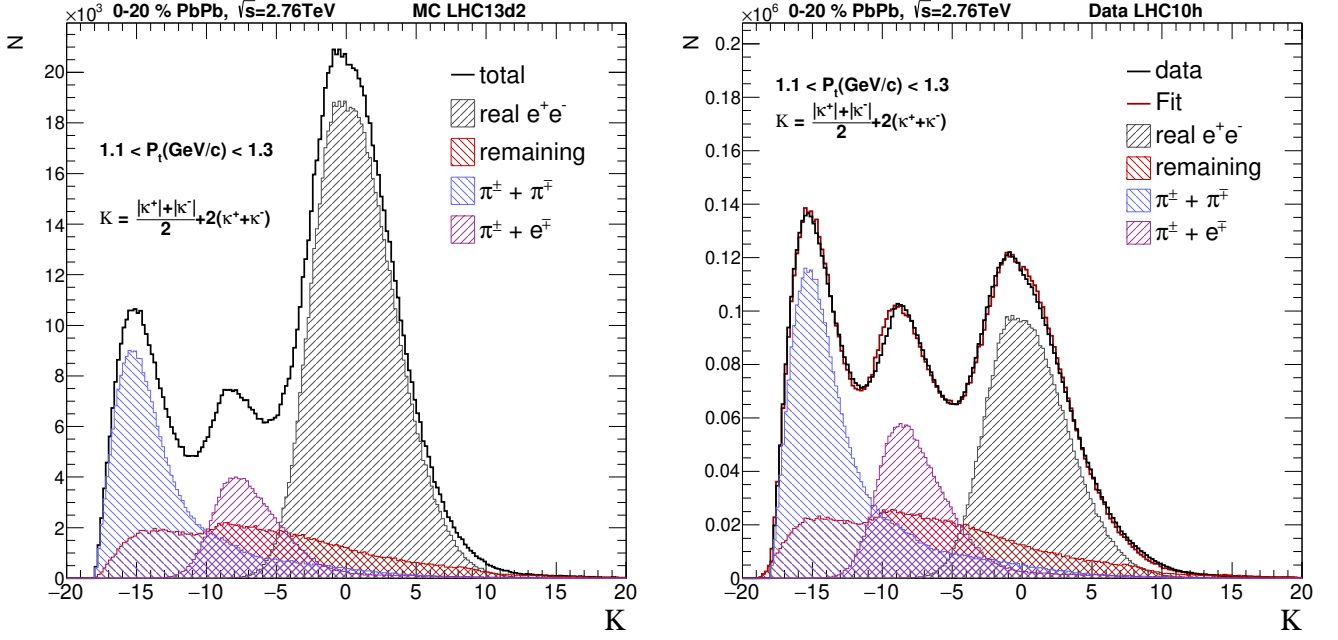 ×10³ 0-20 % PbPb, √s=2.76TeV MC LHC13d2
N
20
18
16
14
12
10
8
6
4
2
0
1.1 < P_t(GeV/c) < 1.3
K = (|κ⁺|+|κ⁻|)/2 +2(κ⁺+κ⁻)
total
real e⁺e⁻
remaining
π^± + π^∓
π^± + e^∓
−20 −15 −10 −5 0 5 10 15 20
K
×10⁶ 0-20 % PbPb, √s=2.76TeV Data LHC10h
N
0.2
0.18
0.16
0.14
0.12
0.1
0.08
0.06
0.04
0.02
0
1.1 < P_t(GeV/c) < 1.3
K = (|κ⁺|+|κ⁻|)/2 +2(κ⁺+κ⁻)
data
Fit
real e⁺e⁻
remaining
π^± + π^∓
π^± + e^∓
−20 −15 −10 −5 0 5 10 15 20
K